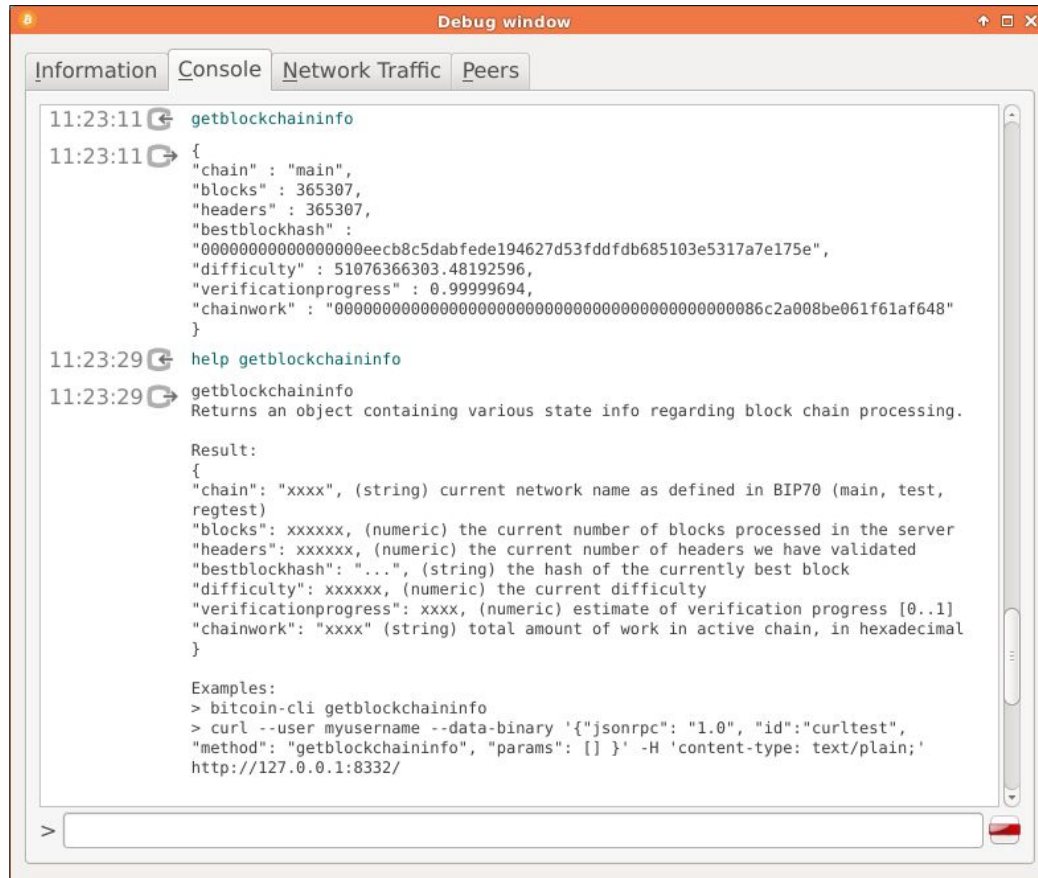 Debug window
Information Console Network Traffic Peers
11:23:11 getblockchaininfo
11:23:11 {
"chain" : "main",
"blocks" : 365307,
"headers" : 365307,
"bestblockhash" :
"00000000000000000eecb8c5dabfede194627d53fddfdb685103e5317a7e175e",
"difficulty" : 51076366303.48192596,
"verificationprogress" : 0.99999694,
"chainwork" : "000000000000000000000000000000000000000000086c2a008be061f61af648"
}
11:23:29 help getblockchaininfo
11:23:29 getblockchaininfo
Returns an object containing various state info regarding block chain processing.
Result:
{
"chain": "xxxx", (string) current network name as defined in BIP70 (main, test,
regtest)
"blocks": xxxxxx, (numeric) the current number of blocks processed in the server
"headers": xxxxxx, (numeric) the current number of headers we have validated
"bestblockhash": "...", (string) the hash of the currently best block
"difficulty": xxxxxx, (numeric) the current difficulty
"verificationprogress": xxxx, (numeric) estimate of verification progress [0..1]
"chainwork": "xxxx" (string) total amount of work in active chain, in hexadecimal
}
Examples:
> bitcoin-cli getblockchaininfo
> curl --user myusername --data-binary '{"jsonrpc": "1.0", "id":"curltest",
"method": "getblockchaininfo", "params": [] }' -H 'content-type: text/plain;'
http://127.0.0.1:8332/
>